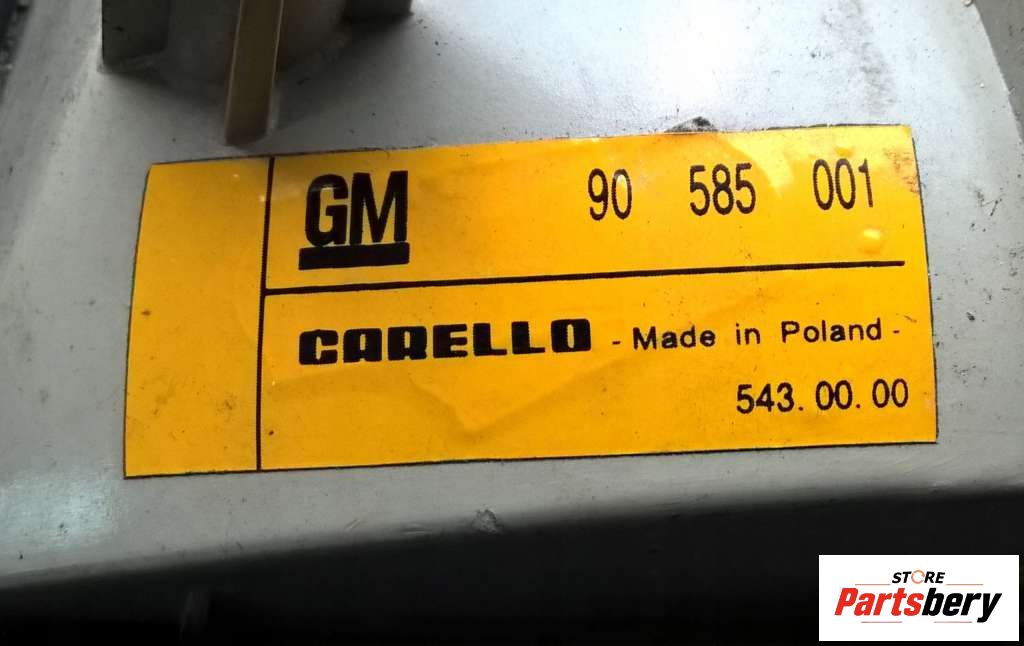 GM 90 585 001
CARELLO - Made in Poland -
543.00.00
STORE
Partsbery